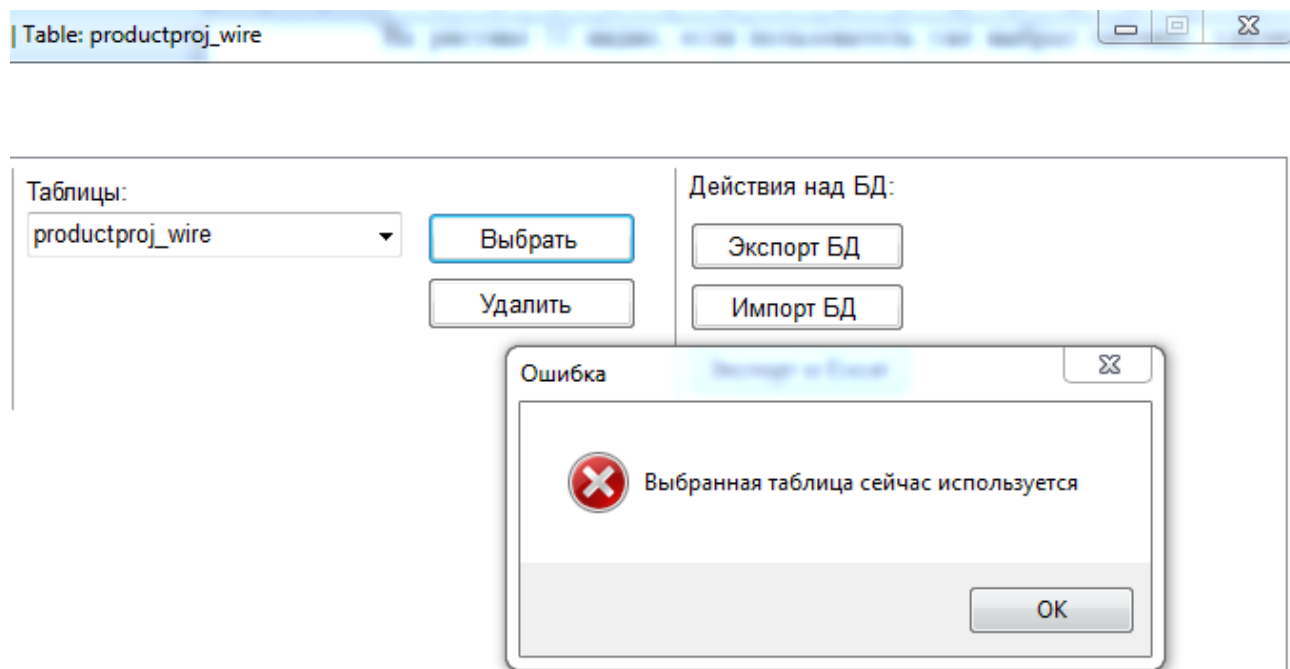 | Table: productproj_wire
Таблицы:
productproj_wire
Выбрать
Удалить
Действия над БД:
Экспорт БД
Импорт БД
Ошибка
Выбранная таблица сейчас используется
OK